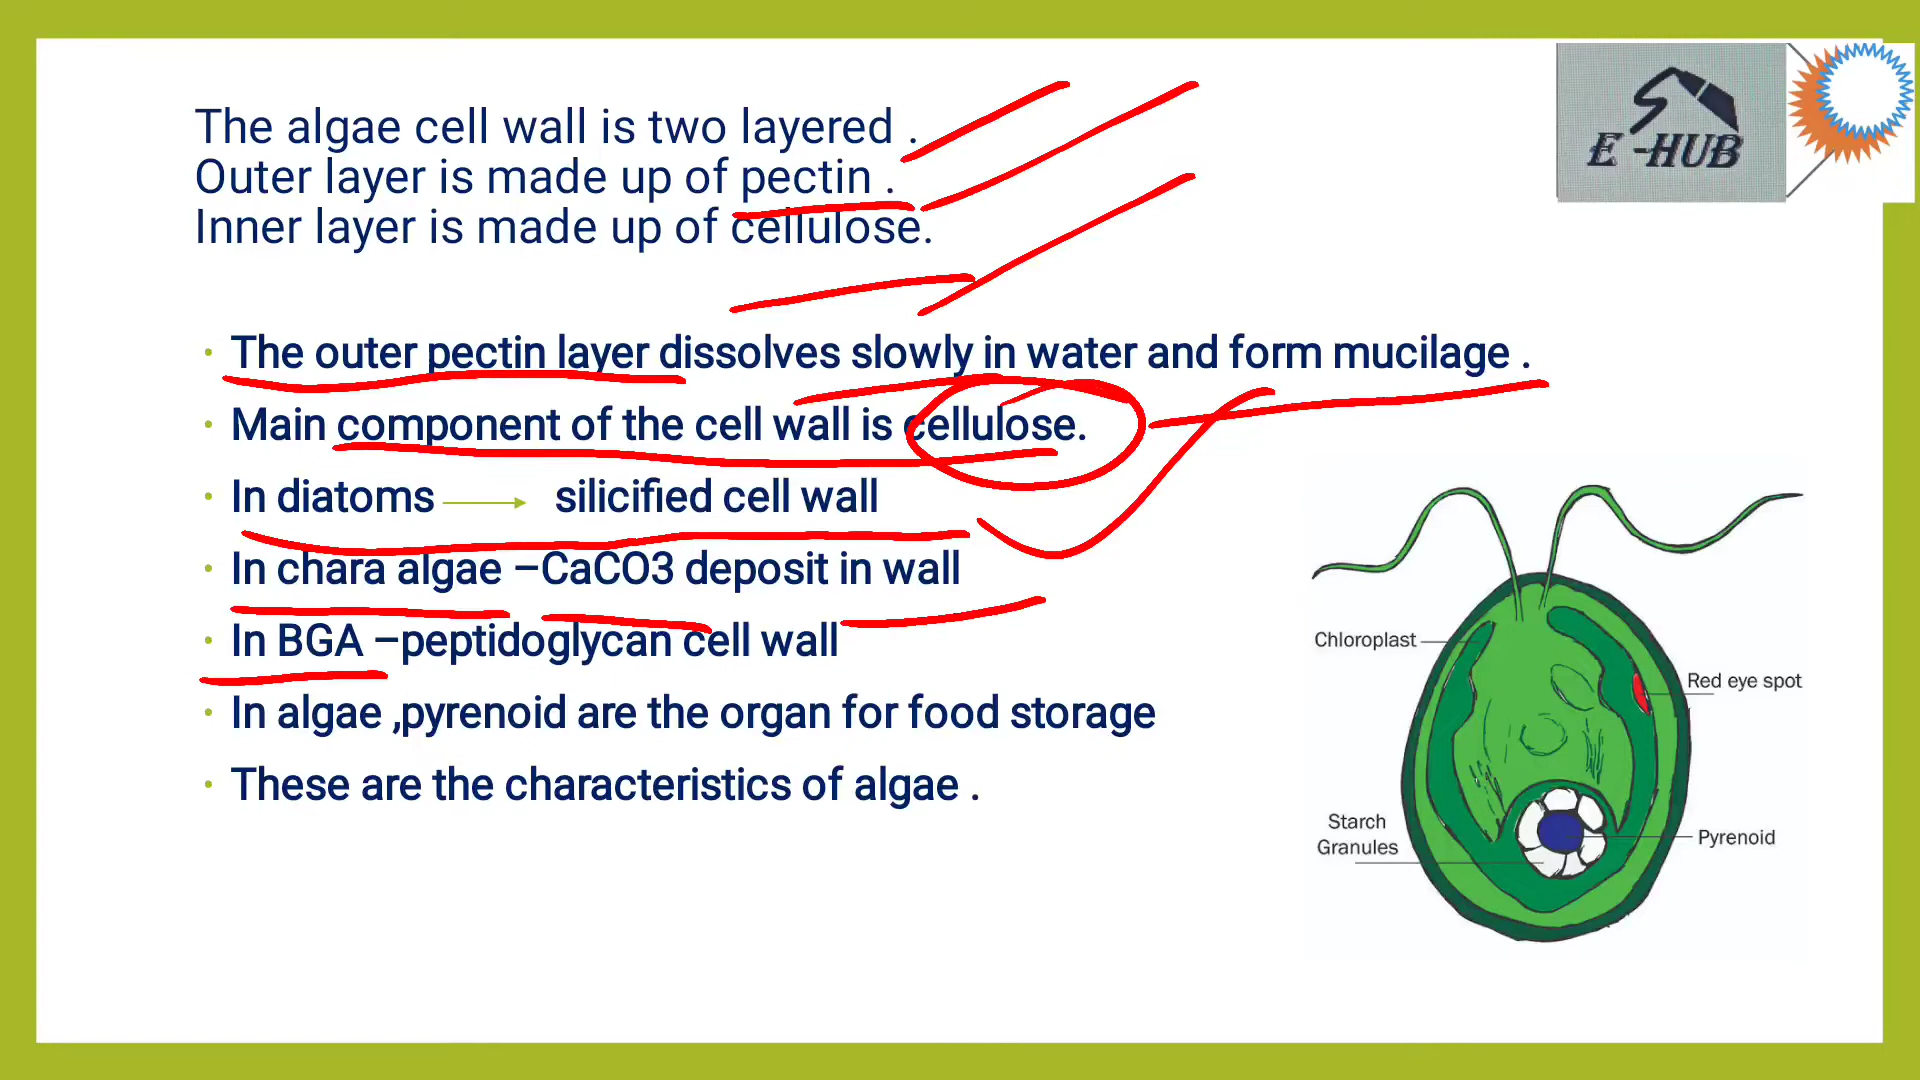 The algae cell wall is two layered .
Outer layer is made up of pectin .
Inner layer is made up of cellulose.
E-HUB
• The outer pectin layer dissolves slowly in water and form mucilage .
• Main component of the cell wall is cellulose.
• In diatoms ⟶ silicified cell wall
• In chara algae –CaCO3 deposit in wall
• In BGA –peptidoglycan cell wall
• In algae ,pyrenoid are the organ for food storage
• These are the characteristics of algae .
Chloroplast
Red eye spot
Starch
Granules
Pyrenoid